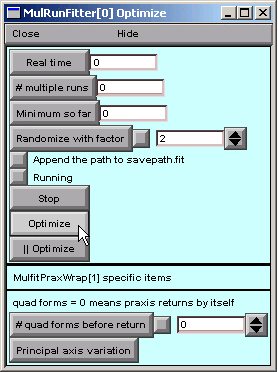 MulRunFitter[0] Optimize
Close Hide
Real time 0
# multiple runs 0
Minimum so far 0
Randomize with factor 2
Append the path to savepath.fit
Running
Stop
Optimize
|| Optimize
MulfitPraxWrap[1] specific items
quad forms = 0 means praxis returns by itself
# quad forms before return 0
Principal axis variation